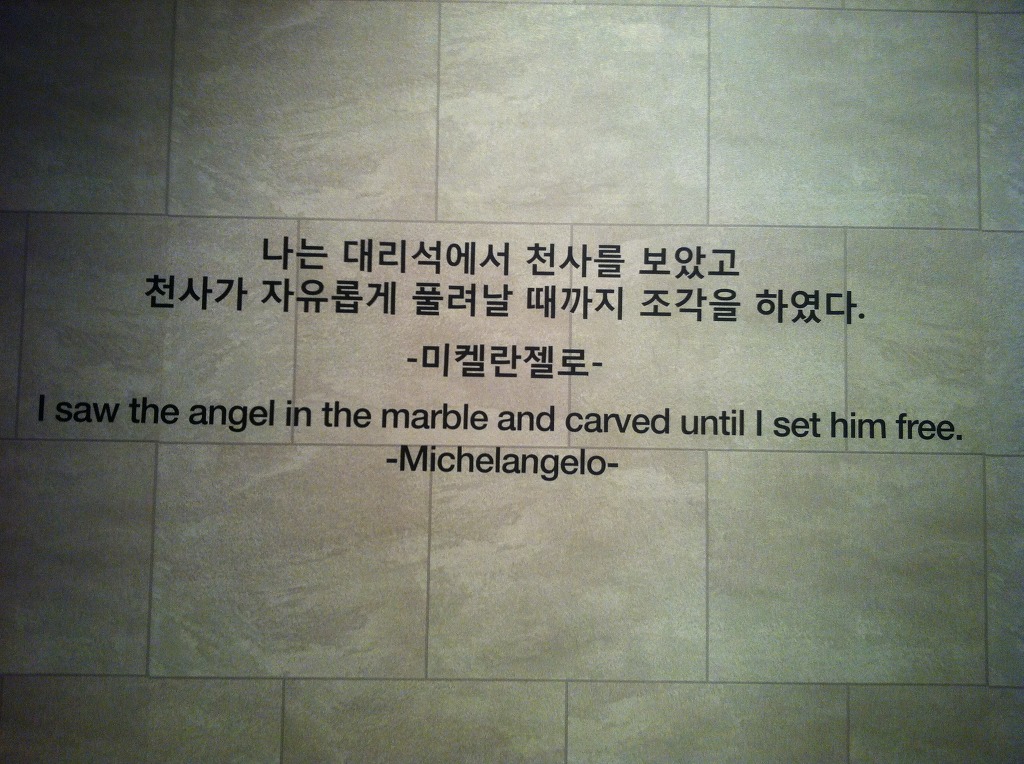 나는 대리석에서 천사를 보았고
천사가 자유롭게 풀려날 때까지 조각을 하였다.
-미켈란젤로-
I saw the angel in the marble and carved until I set him free.
-Michelangelo-